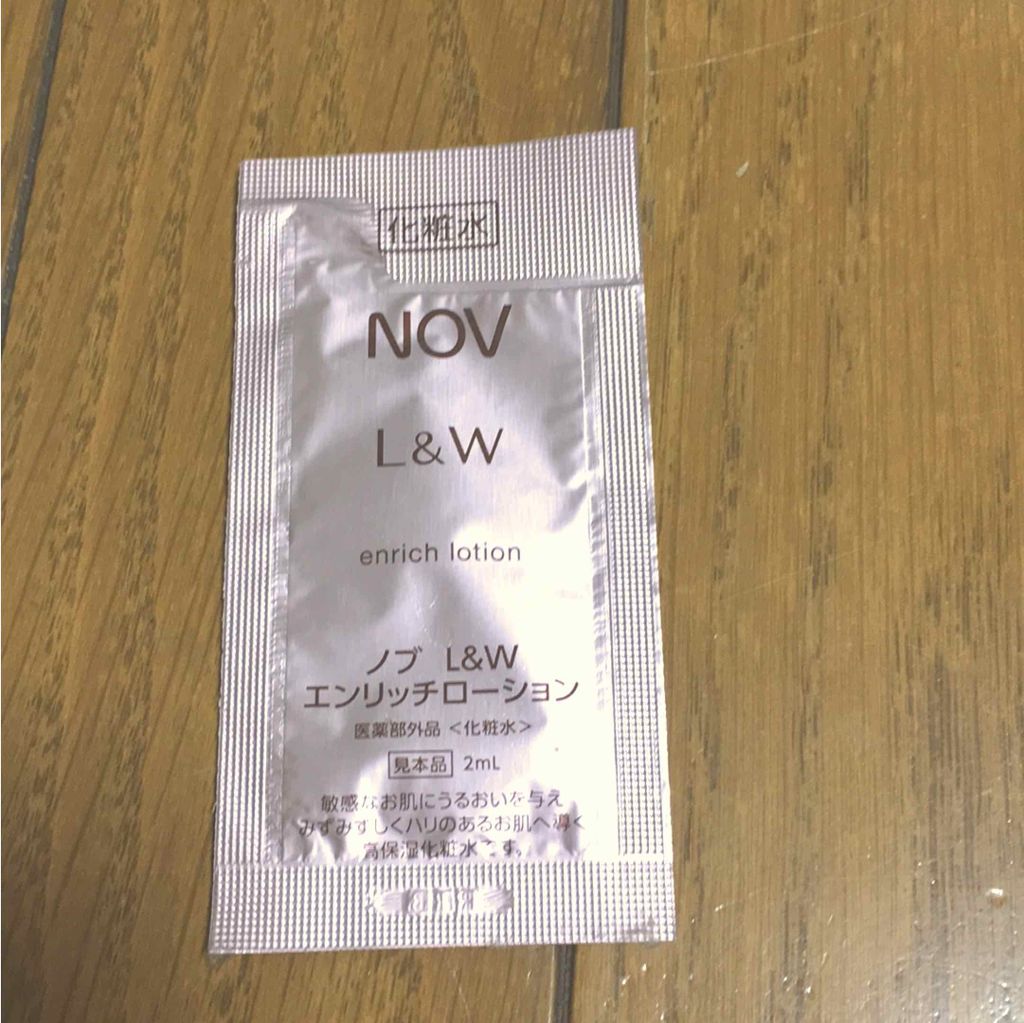 化粧水
NOV
L&W
enrich lotion
ノブ L&W
エンリッチローション
医薬部外品 <化粧水>
見本品 2mL
敏感なお肌にうるおいを与え
みずみずしくハリのあるお肌へ導く
高保湿化粧水です。